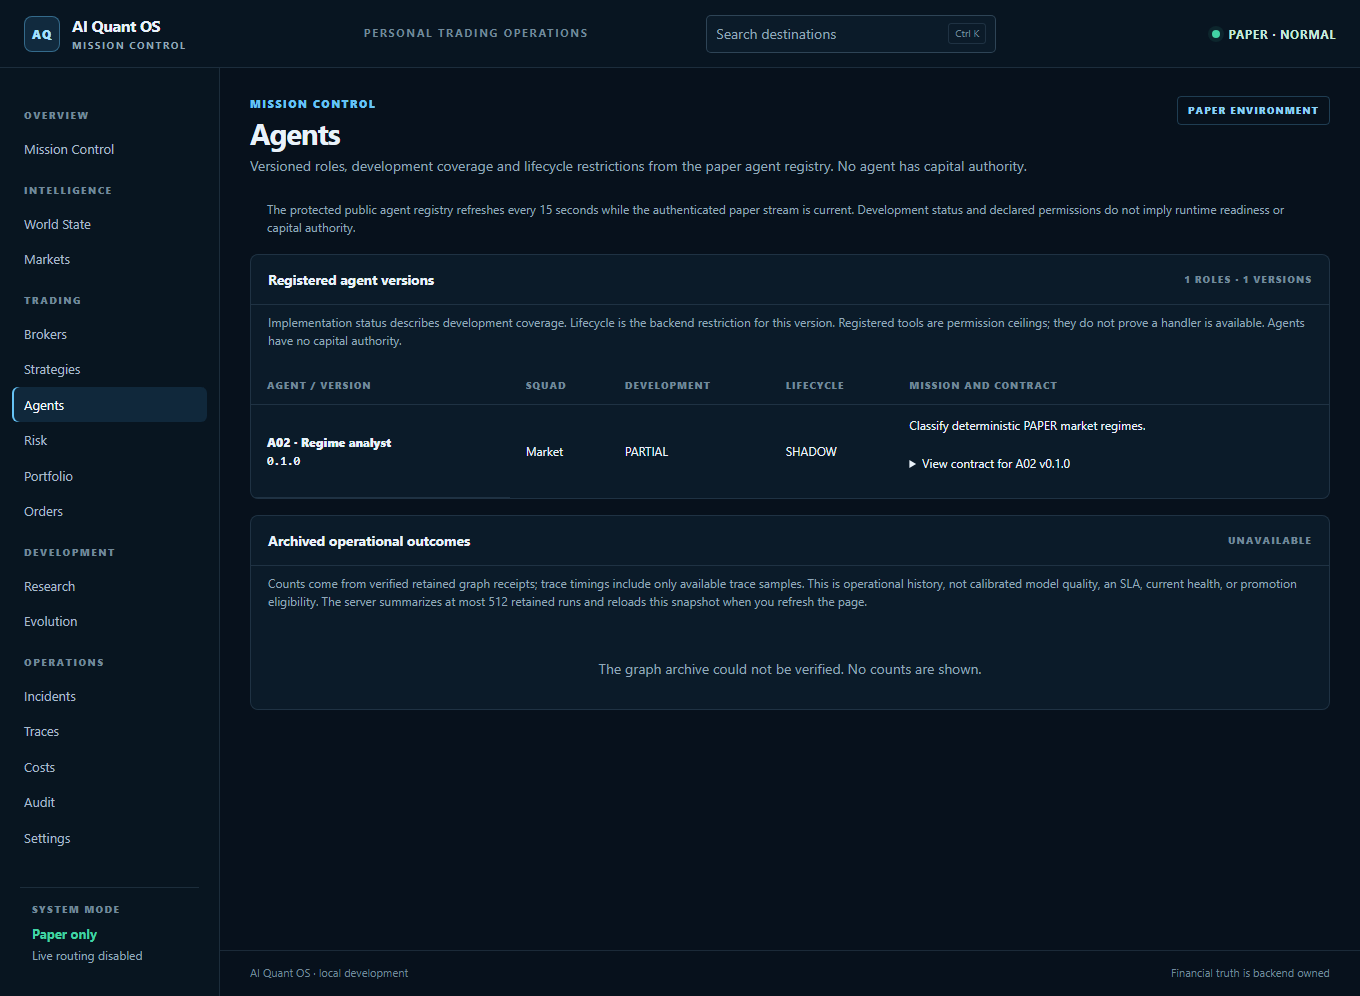 AQ
AI Quant OS
MISSION CONTROL
PERSONAL TRADING OPERATIONS
Search destinations
Ctrl K
PAPER · NORMAL
OVERVIEW
Mission Control
INTELLIGENCE
World State
Markets
TRADING
Brokers
Strategies
Agents
Risk
Portfolio
Orders
DEVELOPMENT
Research
Evolution
OPERATIONS
Incidents
Traces
Costs
Audit
Settings
SYSTEM MODE
Paper only
Live routing disabled
MISSION CONTROL
Agents
Versioned roles, development coverage and lifecycle restrictions from the paper agent registry. No agent has capital authority.
PAPER ENVIRONMENT
The protected public agent registry refreshes every 15 seconds while the authenticated paper stream is current. Development status and declared permissions do not imply runtime readiness or
capital authority.
Registered agent versions
1 ROLES · 1 VERSIONS
Implementation status describes development coverage. Lifecycle is the backend restriction for this version. Registered tools are permission ceilings; they do not prove a handler is available. Agents
have no capital authority.
AGENT / VERSION SQUAD DEVELOPMENT LIFECYCLE MISSION AND CONTRACT
A02 · Regime analyst
0.1.0
Market
PARTIAL
SHADOW
Classify deterministic PAPER market regimes.
View contract for A02 v0.1.0
Archived operational outcomes
UNAVAILABLE
Counts come from verified retained graph receipts; trace timings include only available trace samples. This is operational history, not calibrated model quality, an SLA, current health, or promotion
eligibility. The server summarizes at most 512 retained runs and reloads this snapshot when you refresh the page.
The graph archive could not be verified. No counts are shown.
AI Quant OS · local development
Financial truth is backend owned